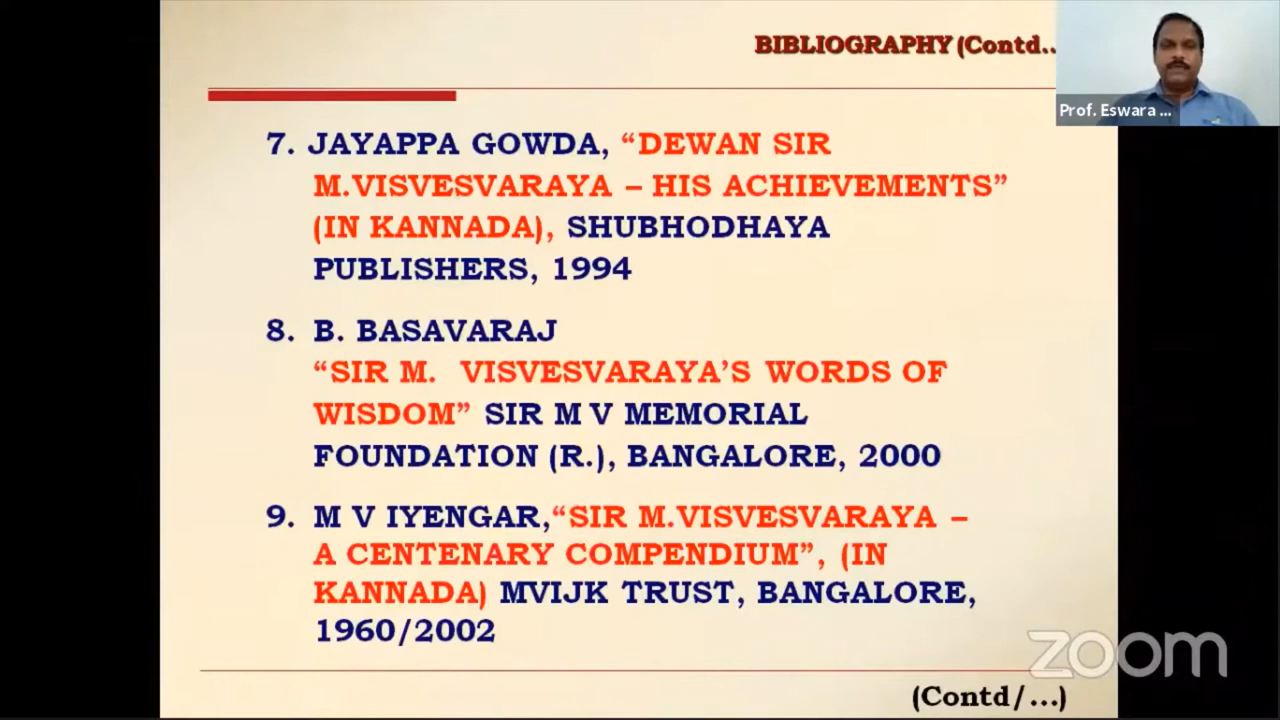 BIBLIOGRAPHY (Contd..
Prof. Eswara ...
7. JAYAPPA GOWDA, “DEWAN SIR
M.VISVESVARAYA – HIS ACHIEVEMENTS”
(IN KANNADA), SHUBHODHAYA
PUBLISHERS, 1994
8. B. BASAVARAJ
“SIR M. VISVESVARAYA’S WORDS OF
WISDOM” SIR M V MEMORIAL
FOUNDATION (R.), BANGALORE, 2000
9. M V IYENGAR,“SIR M.VISVESVARAYA –
A CENTENARY COMPENDIUM”, (IN
KANNADA) MVIJK TRUST, BANGALORE,
1960/2002
zoom
(Contd/...)